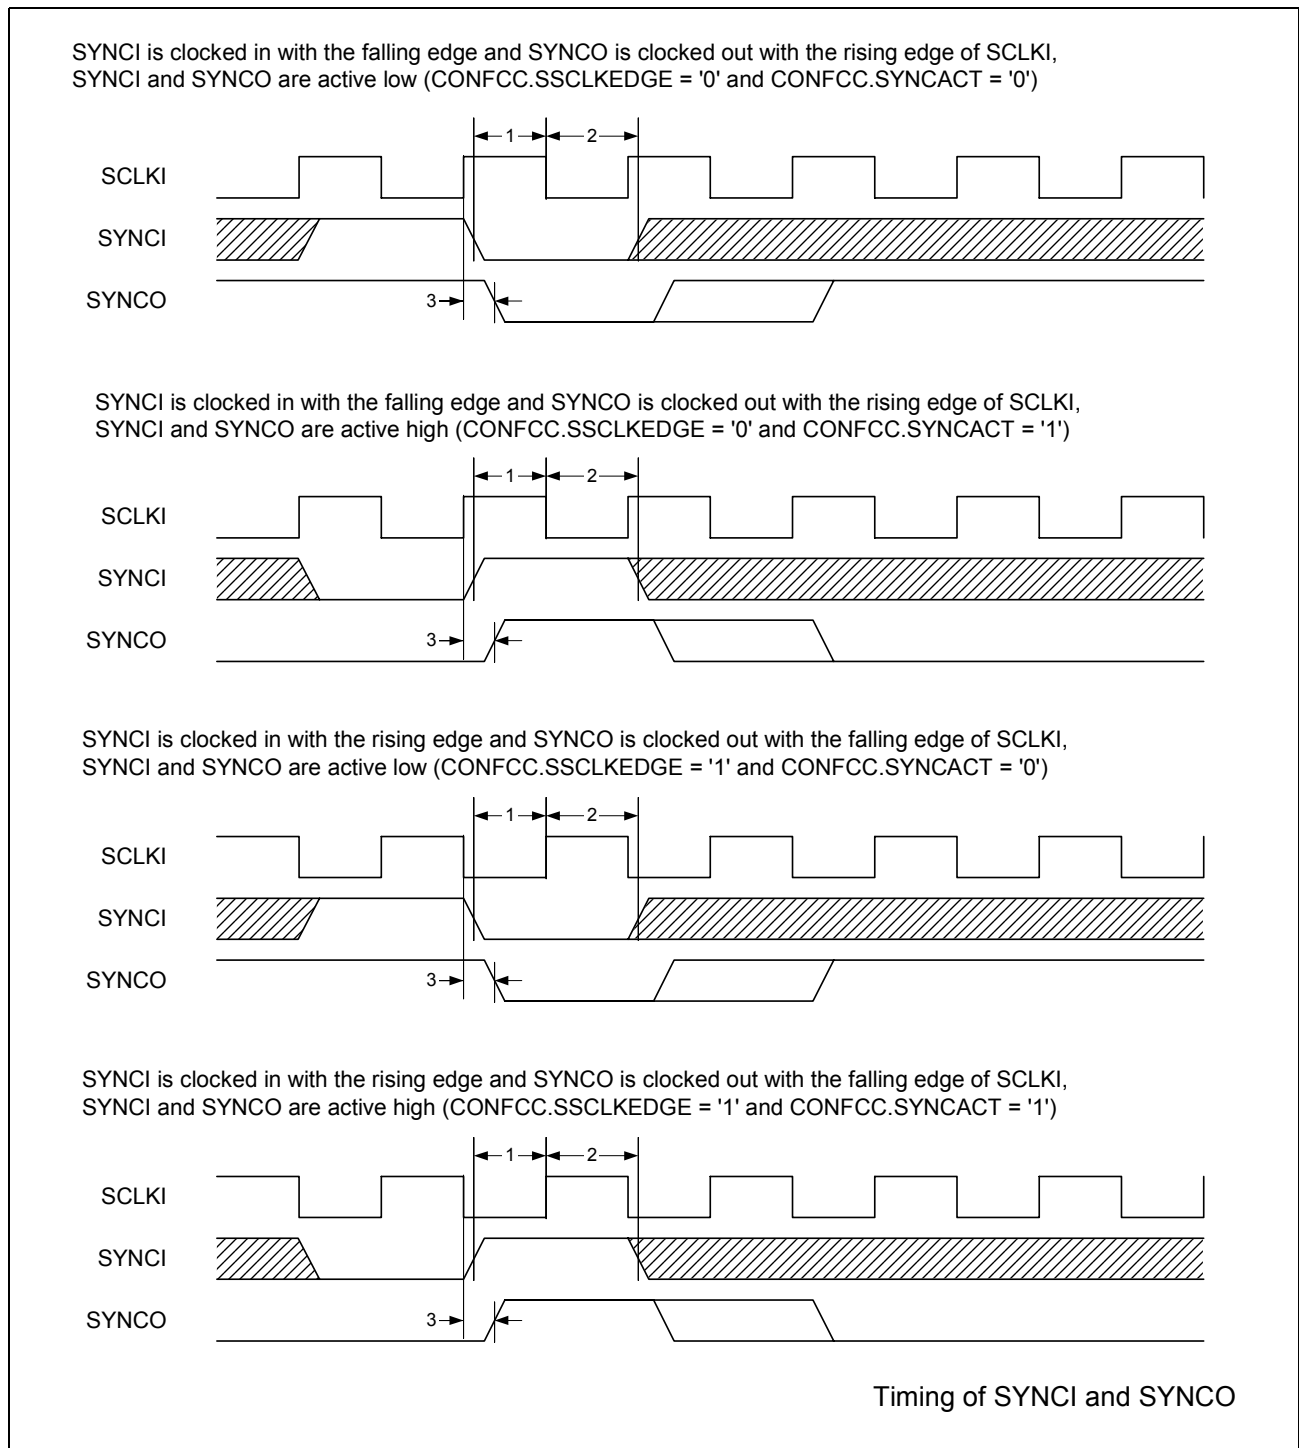 SYNCI is clocked in with the falling edge and SYNCO is clocked out with the rising edge of SCLKI,
SYNCI and SYNCO are active low (CONFCC.SSCLKEDGE = '0' and CONFCC.SYNCACT = '0')
1 2
SCLKI
SYNCI
SYNCO
3
SYNCI is clocked in with the falling edge and SYNCO is clocked out with the rising edge of SCLKI,
SYNCI and SYNCO are active high (CONFCC.SSCLKEDGE = '0' and CONFCC.SYNCACT = '1')
1 2
SCLKI
SYNCI
SYNCO
3
SYNCI is clocked in with the rising edge and SYNCO is clocked out with the falling edge of SCLKI,
SYNCI and SYNCO are active low (CONFCC.SSCLKEDGE = '1' and CONFCC.SYNCACT = '0')
1 2
SCLKI
SYNCI
SYNCO
3
SYNCI is clocked in with the rising edge and SYNCO is clocked out with the falling edge of SCLKI,
SYNCI and SYNCO are active high (CONFCC.SSCLKEDGE = '1' and CONFCC.SYNCACT = '1')
1 2
SCLKI
SYNCI
SYNCO
3
Timing of SYNCI and SYNCO